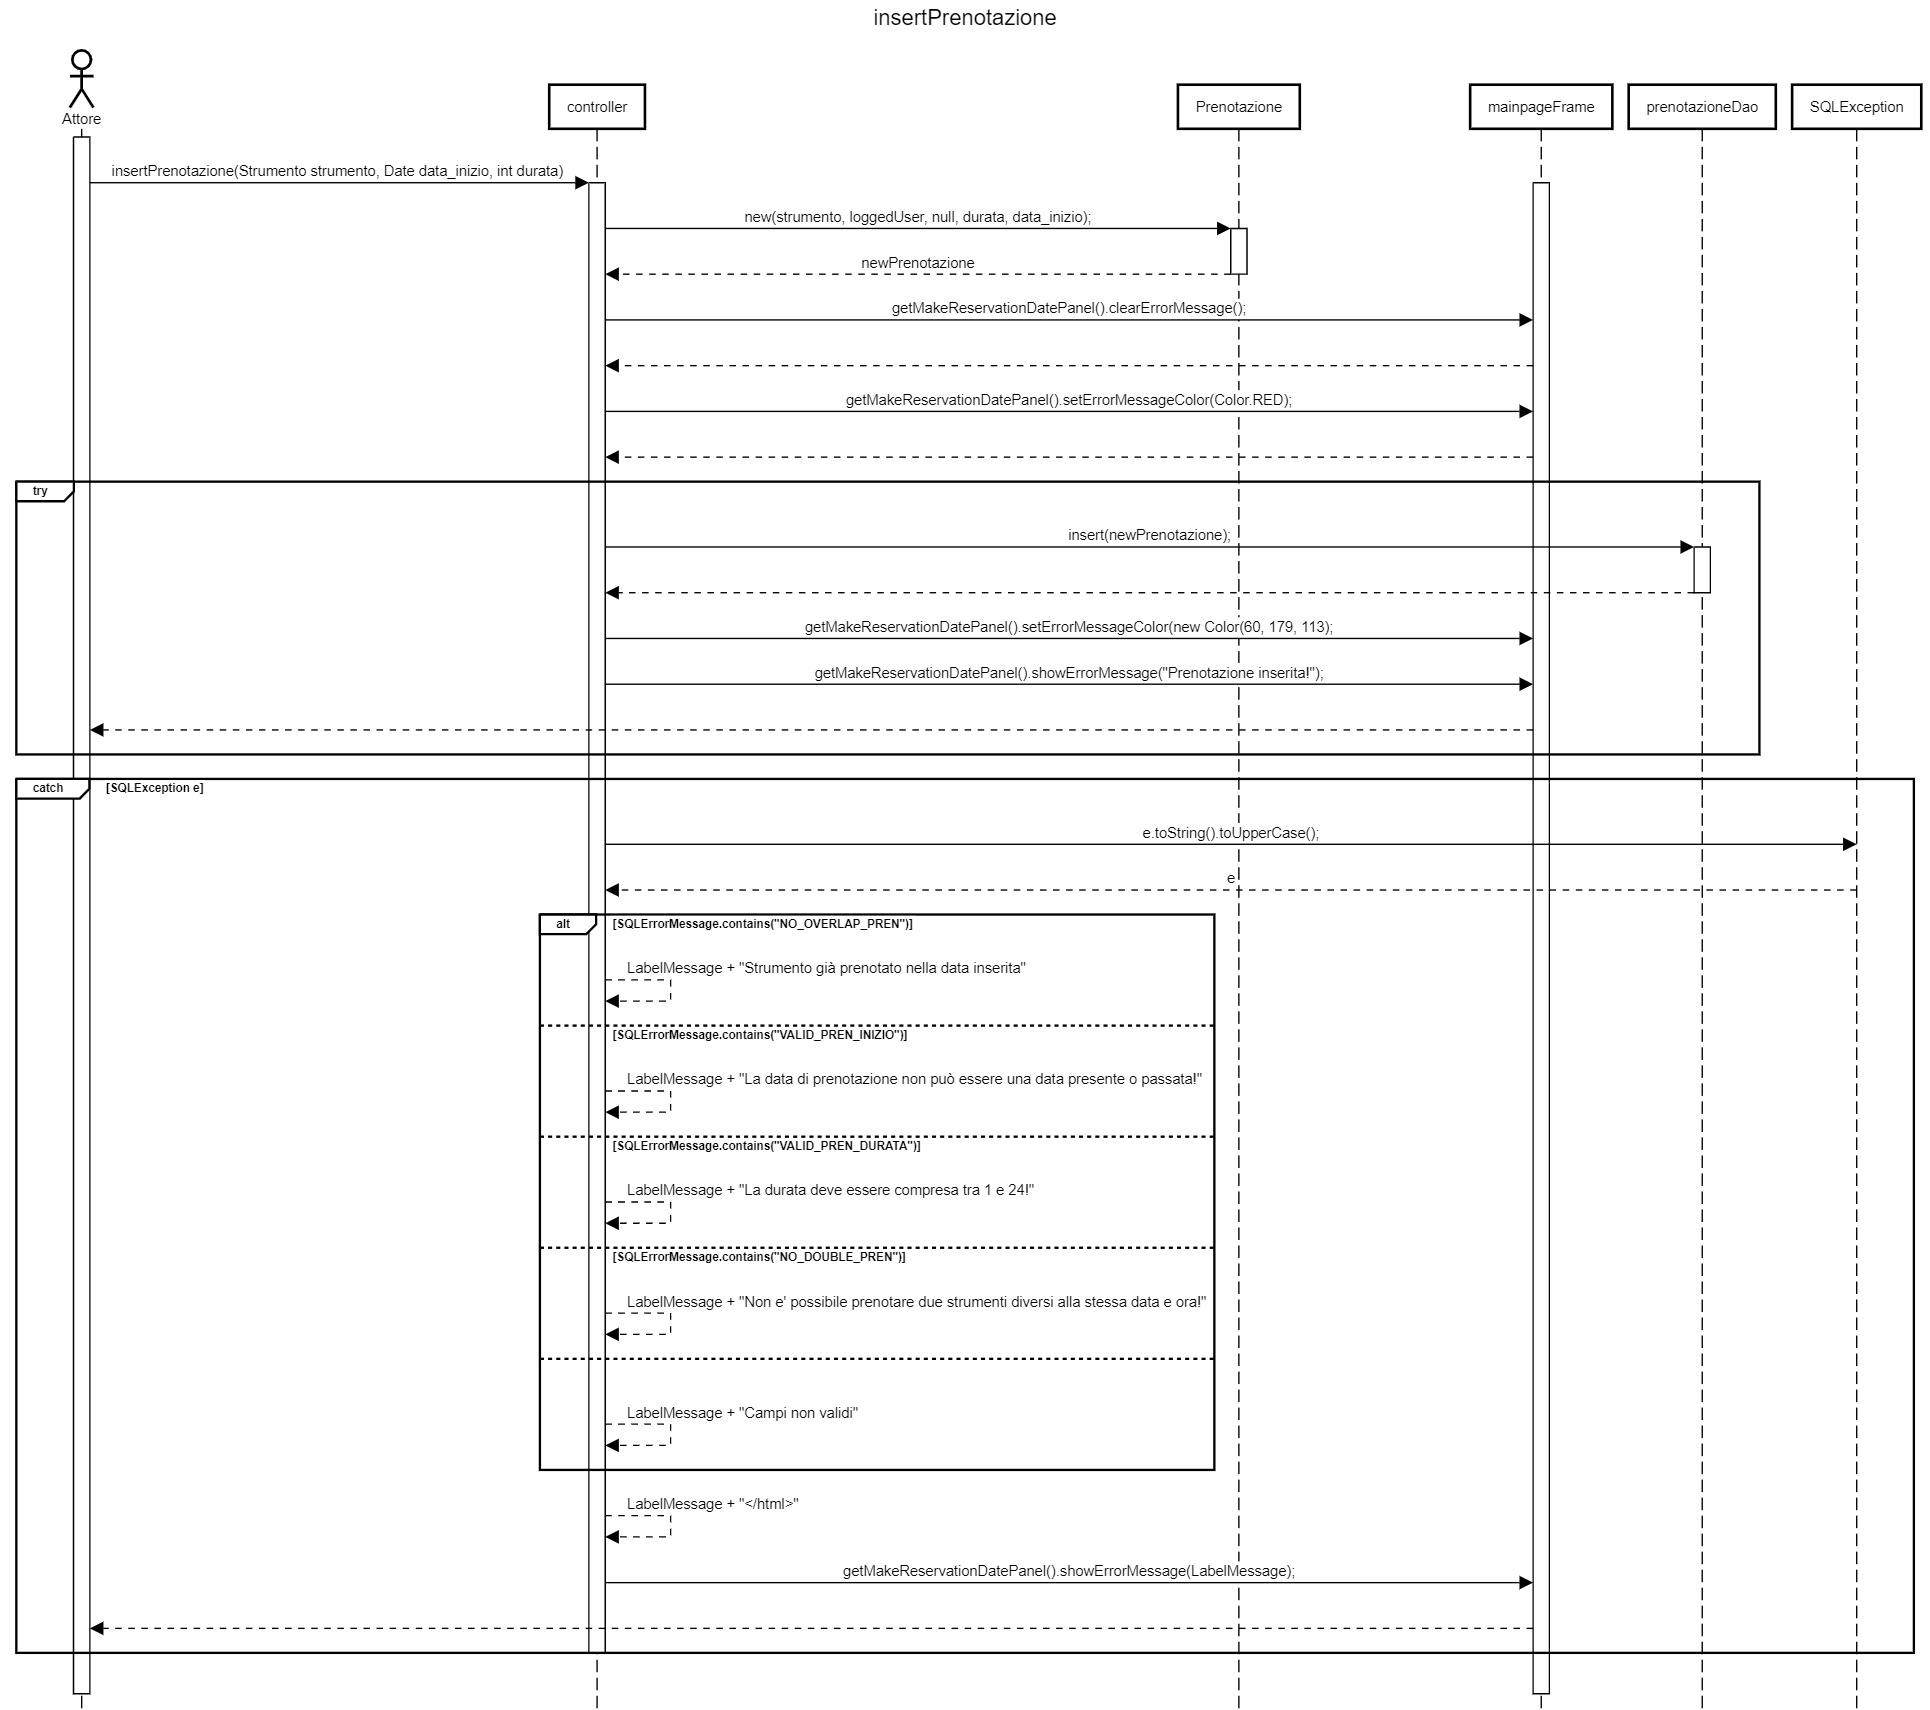 insertPrenotazione
Attore
controller
Prenotazione
mainpageFrame
prenotazioneDao
SQLException
insertPrenotazione(Strumento strumento, Date data_inizio, int durata)
new(strumento, loggedUser, null, durata, data_inizio);
newPrenotazione
getMakeReservationDatePanel().clearErrorMessage();
getMakeReservationDatePanel().setErrorMessageColor(Color.RED);
try
insert(newPrenotazione);
getMakeReservationDatePanel().setErrorMessageColor(new Color(60, 179, 113);
getMakeReservationDatePanel().showErrorMessage("Prenotazione inserita!");
catch [SQLException e]
e.toString().toUpperCase();
e
alt [SQLErrorMessage.contains("NO_OVERLAP_PREN")]
LabelMessage + "Strumento già prenotato nella data inserita"
[SQLErrorMessage.contains("VALID_PREN_INIZIO")]
LabelMessage + "La data di prenotazione non può essere una data presente o passata!"
[SQLErrorMessage.contains("VALID_PREN_DURATA")]
LabelMessage + "La durata deve essere compresa tra 1 e 24!"
[SQLErrorMessage.contains("NO_DOUBLE_PREN")]
LabelMessage + "Non e' possibile prenotare due strumenti diversi alla stessa data e ora!"
LabelMessage + "Campi non validi"
LabelMessage + "</html>"
getMakeReservationDatePanel().showErrorMessage(LabelMessage);